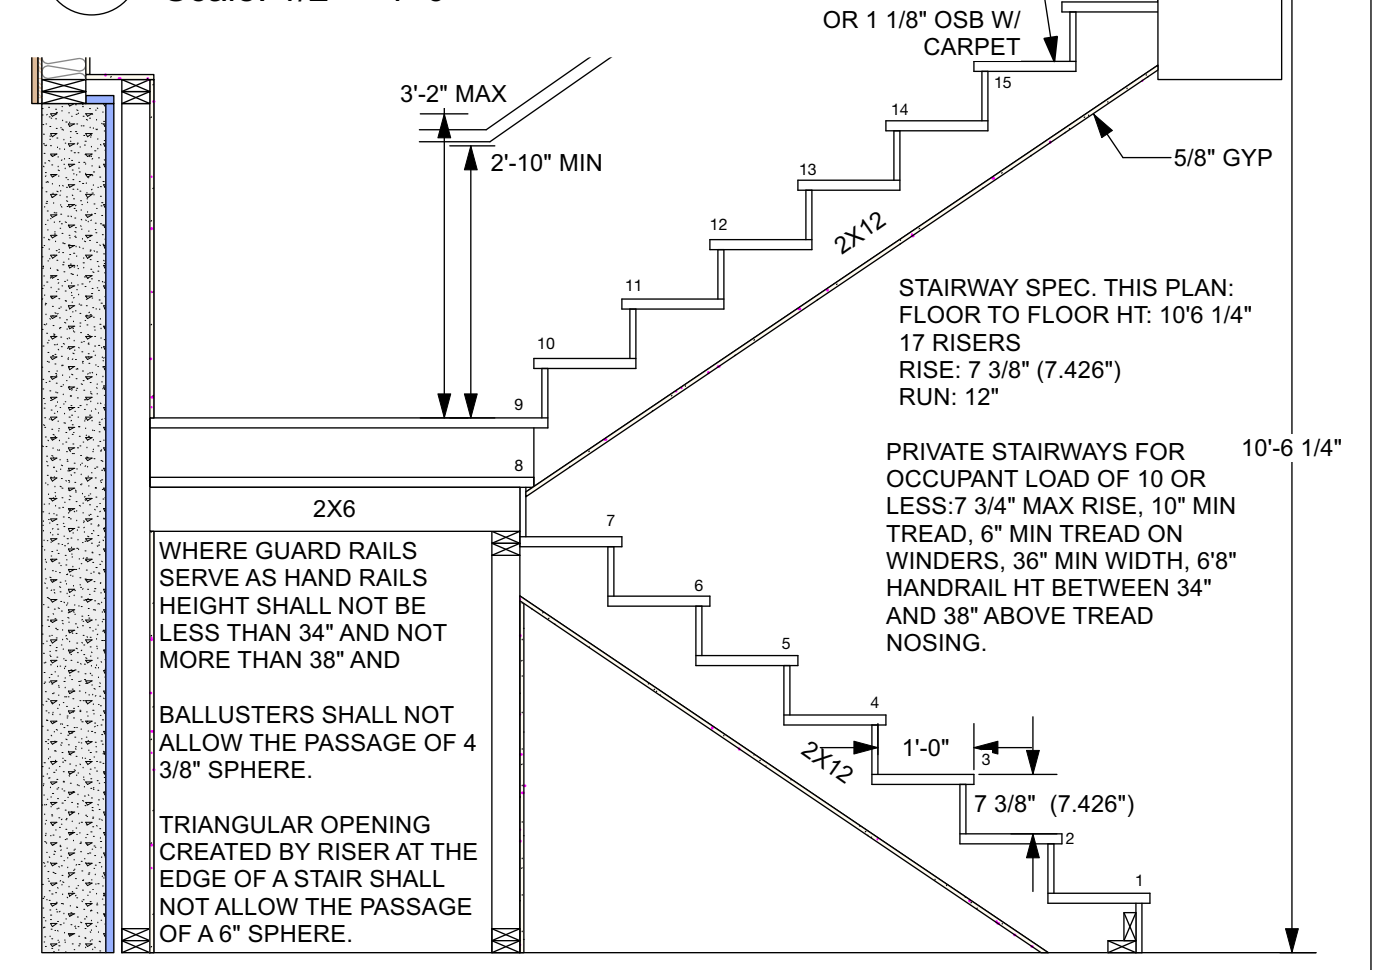 OR 1 1/8" OSB W/
CARPET
3'-2" MAX
2'-10" MIN
15
14
13
12
11
10
9
8
7
6
5
4
3
2
1
5/8" GYP
2X12
STAIRWAY SPEC. THIS PLAN:
FLOOR TO FLOOR HT: 10'6 1/4"
17 RISERS
RISE: 7 3/8" (7.426")
RUN: 12"
PRIVATE STAIRWAYS FOR
OCCUPANT LOAD OF 10 OR
LESS:7 3/4" MAX RISE, 10" MIN
TREAD, 6" MIN TREAD ON
WINDERS, 36" MIN WIDTH, 6'8"
HANDRAIL HT BETWEEN 34"
AND 38" ABOVE TREAD
NOSING.
10'-6 1/4"
2X6
WHERE GUARD RAILS
SERVE AS HAND RAILS
HEIGHT SHALL NOT BE
LESS THAN 34" AND NOT
MORE THAN 38" AND
BALLUSTERS SHALL NOT
ALLOW THE PASSAGE OF 4
3/8" SPHERE.
TRIANGULAR OPENING
CREATED BY RISER AT THE
EDGE OF A STAIR SHALL
NOT ALLOW THE PASSAGE
OF A 6" SPHERE.
2X12
1'-0"
7 3/8" (7.426")